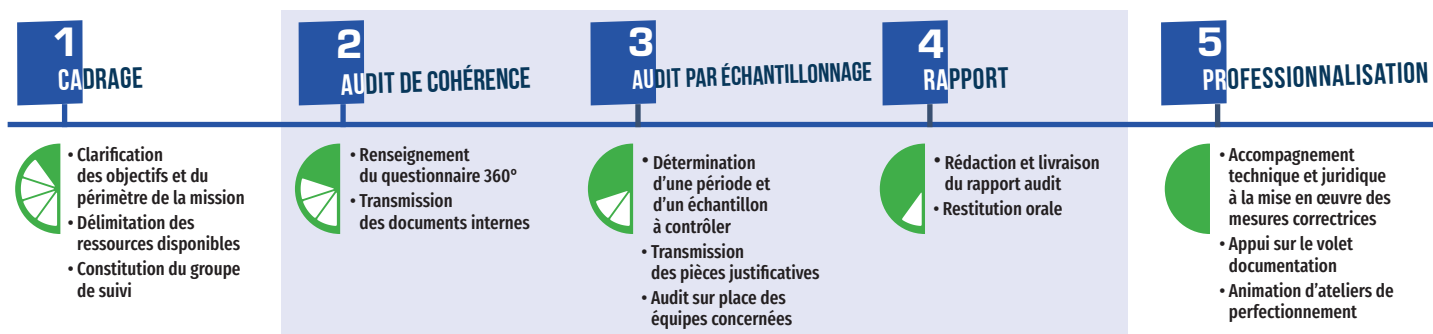 1
CADRAGE
• Clarification
des objectifs et du
périmètre de la mission
• Délimitation des
ressources disponibles
• Constitution du groupe
de suivi
2
AUDIT DE COHÉRENCE
• Renseignement
du questionnaire 360°
• Transmission
des documents internes
3
AUDIT PAR ÉCHANTILLONNAGE
• Détermination
d'une période et
d'un échantillon
à contrôler
• Transmission
des pièces justificatives
• Audit sur place des
équipes concernées
4
RAPPORT
• Rédaction et livraison
du rapport audit
• Restitution orale
5
PROFESSIONNALISATION
• Accompagnement
technique et juridique
à la mise en œuvre des
mesures correctrices
• Appui sur le volet
documentation
• Animation d'ateliers de
perfectionnement